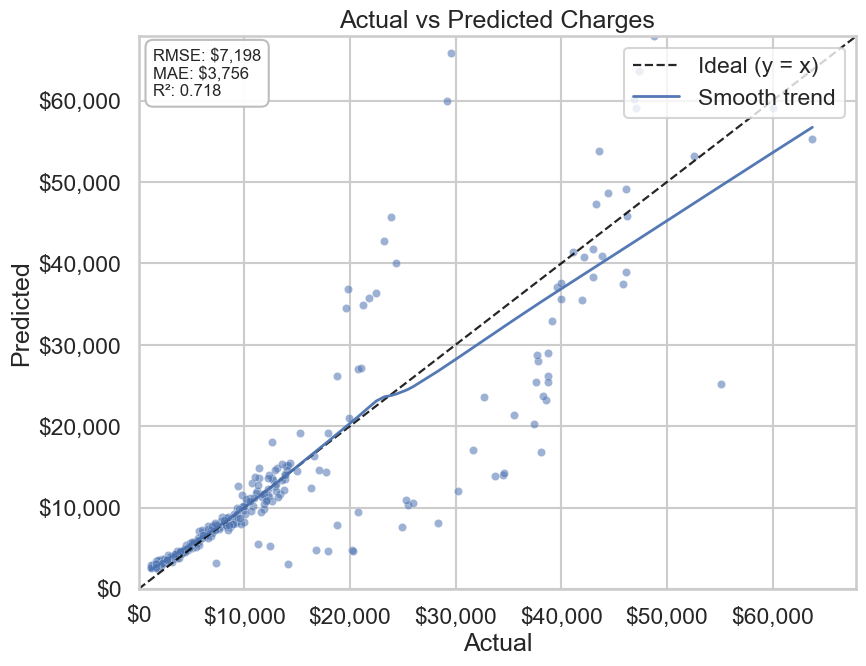 Actual vs Predicted Charges
RMSE: $7,198
MAE: $3,756
R²: 0.718
Ideal (y = x)
Smooth trend
$60,000
$50,000
$40,000
$30,000
$20,000
$10,000
$0
Predicted
$0
$10,000
$20,000
$30,000
$40,000
$50,000
$60,000
Actual